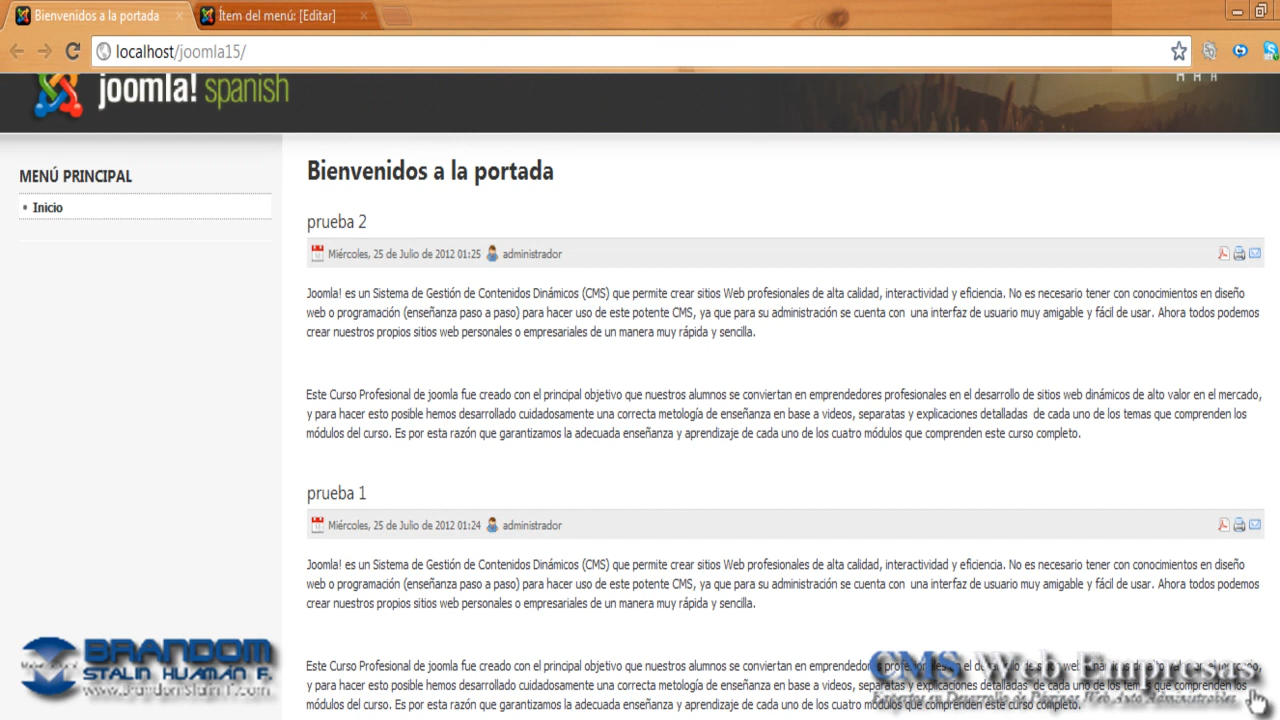 Bienvenidos a la portada
Ítem del menú: [Editar]
localhost/joomla15/
joomla! spanish
MENÚ PRINCIPAL
Inicio
Bienvenidos a la portada
prueba 2
Miércoles, 25 de Julio de 2012 01:25 administrador
Joomla! es un Sistema de Gestión de Contenidos Dinámicos (CMS) que permite crear sitios Web profesionales de alta calidad, interactividad y eficiencia. No es necesario tener con conocimientos en diseño
web o programación (enseñanza paso a paso) para hacer uso de este potente CMS, ya que para su administración se cuenta con una interfaz de usuario muy amigable y fácil de usar. Ahora todos podemos
crear nuestros propios sitios web personales o empresariales de un manera muy rápida y sencilla.
Este Curso Profesional de joomla fue creado con el principal objetivo que nuestros alumnos se conviertan en emprendedores profesionales en el desarrollo de sitios web dinámicos de alto valor en el mercado,
y para hacer esto posible hemos desarrollado cuidadosamente una correcta metología de enseñanza en base a videos, separatas y explicaciones detalladas de cada uno de los temas que comprenden los
módulos del curso. Es por esta razón que garantizamos la adecuada enseñanza y aprendizaje de cada uno de los cuatro módulos que comprenden este curso completo.
prueba 1
Miércoles, 25 de Julio de 2012 01:24 administrador
Joomla! es un Sistema de Gestión de Contenidos Dinámicos (CMS) que permite crear sitios Web profesionales de alta calidad, interactividad y eficiencia. No es necesario tener con conocimientos en diseño
web o programación (enseñanza paso a paso) para hacer uso de este potente CMS, ya que para su administración se cuenta con una interfaz de usuario muy amigable y fácil de usar. Ahora todos podemos
crear nuestros propios sitios web personales o empresariales de un manera muy rápida y sencilla.
Este Curso Profesional de joomla fue creado con el principal objetivo que nuestros alumnos se conviertan en emprendedores
y para hacer esto posible hemos desarrollado cuidadosamente una correcta metología de enseñanza en base a videos, separatas y explicaciones detalladas de cada uno de los temas que comprenden los
módulos del curso. Es por esta razón que garantizamos la adecuada enseñanza y aprendizaje de cada uno de los cuatro módulos que comprenden este curso completo.
BRANDOM
STALIN HUAMAN F.
CMS Web Empresas